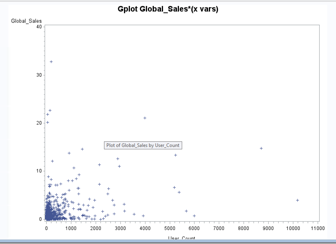 Gplot Global_Sales*(x vars)
Global_Sales
40
30
20
Plot of Global_Sales by User_Count
10
0
0 1000 2000 3000 4000 5000 6000 7000 8000 9000 10000 11000
User_Count